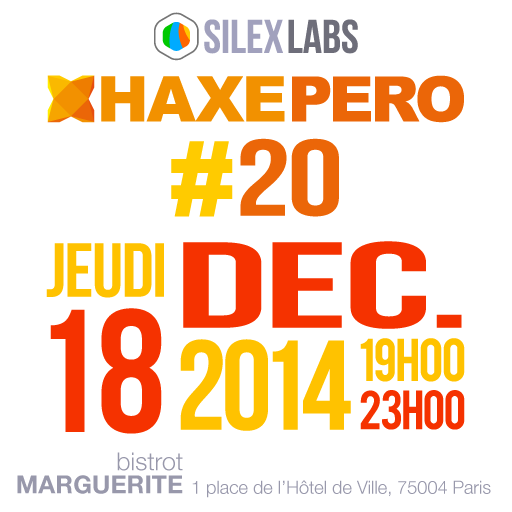 SILEX LABS
HAXEPERO
#20
JEUDI DEC.
18 2014 19H00
23H00
bistrot
MARGUERITE 1 place de l'Hôtel de Ville, 75004 Paris